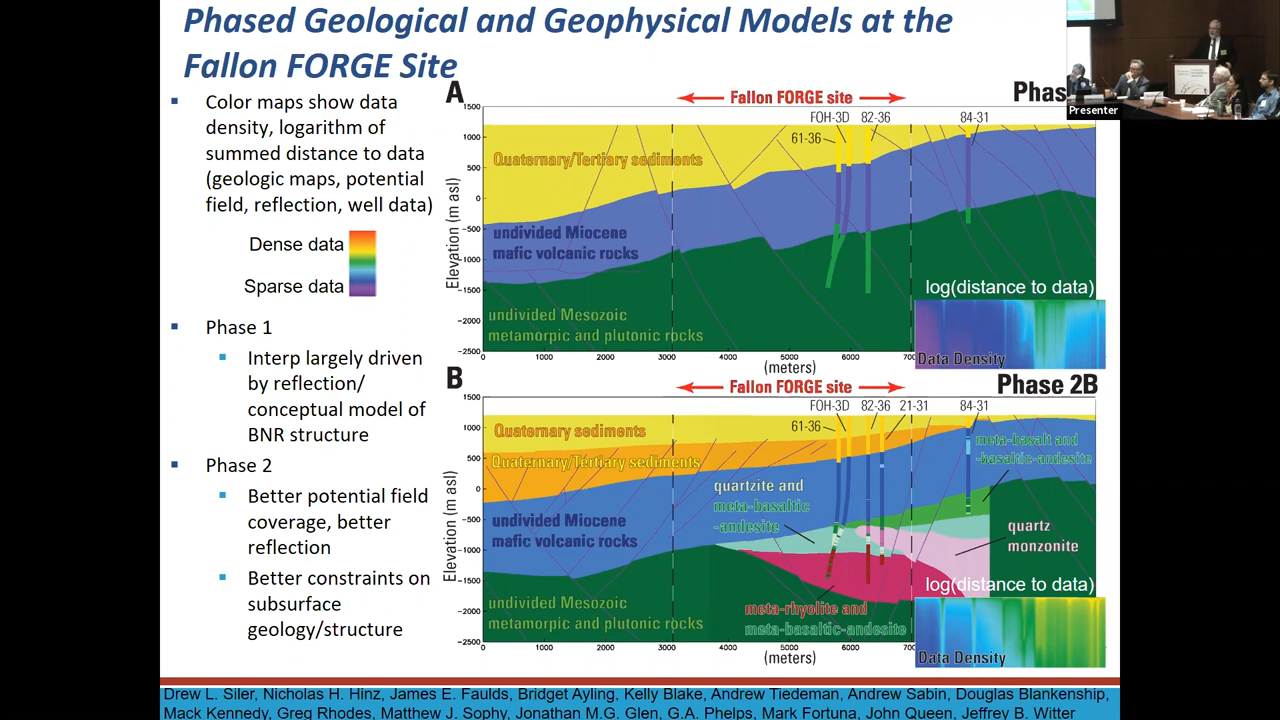 Phased Geological and Geophysical Models at the
Fallon FORGE Site
Color maps show data
density, logarithm of
summed distance to data
(geologic maps, potential
field, reflection, well data)
Dense data
Sparse data
Phase 1
Interp largely driven
by reflection/
conceptual model of
BNR structure
Phase 2
Better potential field
coverage, better
reflection
Better constraints on
subsurface
geology/structure
A
Fallon FORGE site
Phas
FOH-3D 82-36 84-31
61-36
1500
1000
500
0
-500
-1000
-1500
-2000
-2500
Elevation (m asl)
Quaternary/Tertiary sediments
undivided Miocene
mafic volcanic rocks
undivided Mesozoic
metamorpic and plutonic rocks
log(distance to data)
Data Density
0 1000 2000 3000 4000 5000 6000 700
(meters)
B
Fallon FORGE site
Phase 2B
FOH-3D 82-36 21-31 84-31
61-36
1500
1000
500
0
-500
-1000
-1500
-2000
-2500
Elevation (m asl)
Quaternary sediments
Quaternary/Tertiary sediments
undivided Miocene
mafic volcanic rocks
undivided Mesozoic
metamorpic and plutonic rocks
quartzite and
meta-basaltic
-andesite
meta-basalt and
-basaltic-andesite
quartz
monzonite
meta-rhyolite and
meta-basaltic-andesite
log(distance to data)
Data Density
0 1000 2000 3000 4000 5000 6000 700
(meters)
Presenter
Drew L. Siler, Nicholas H. Hinz, James E. Faulds, Bridget Ayling, Kelly Blake, Andrew Tiedeman, Andrew Sabin, Douglas Blankenship,
Mack Kennedy, Greg Rhodes, Matthew J. Sophy, Jonathan M.G. Glen, G.A. Phelps, Mark Fortuna, John Queen, Jeffrey B. Witter